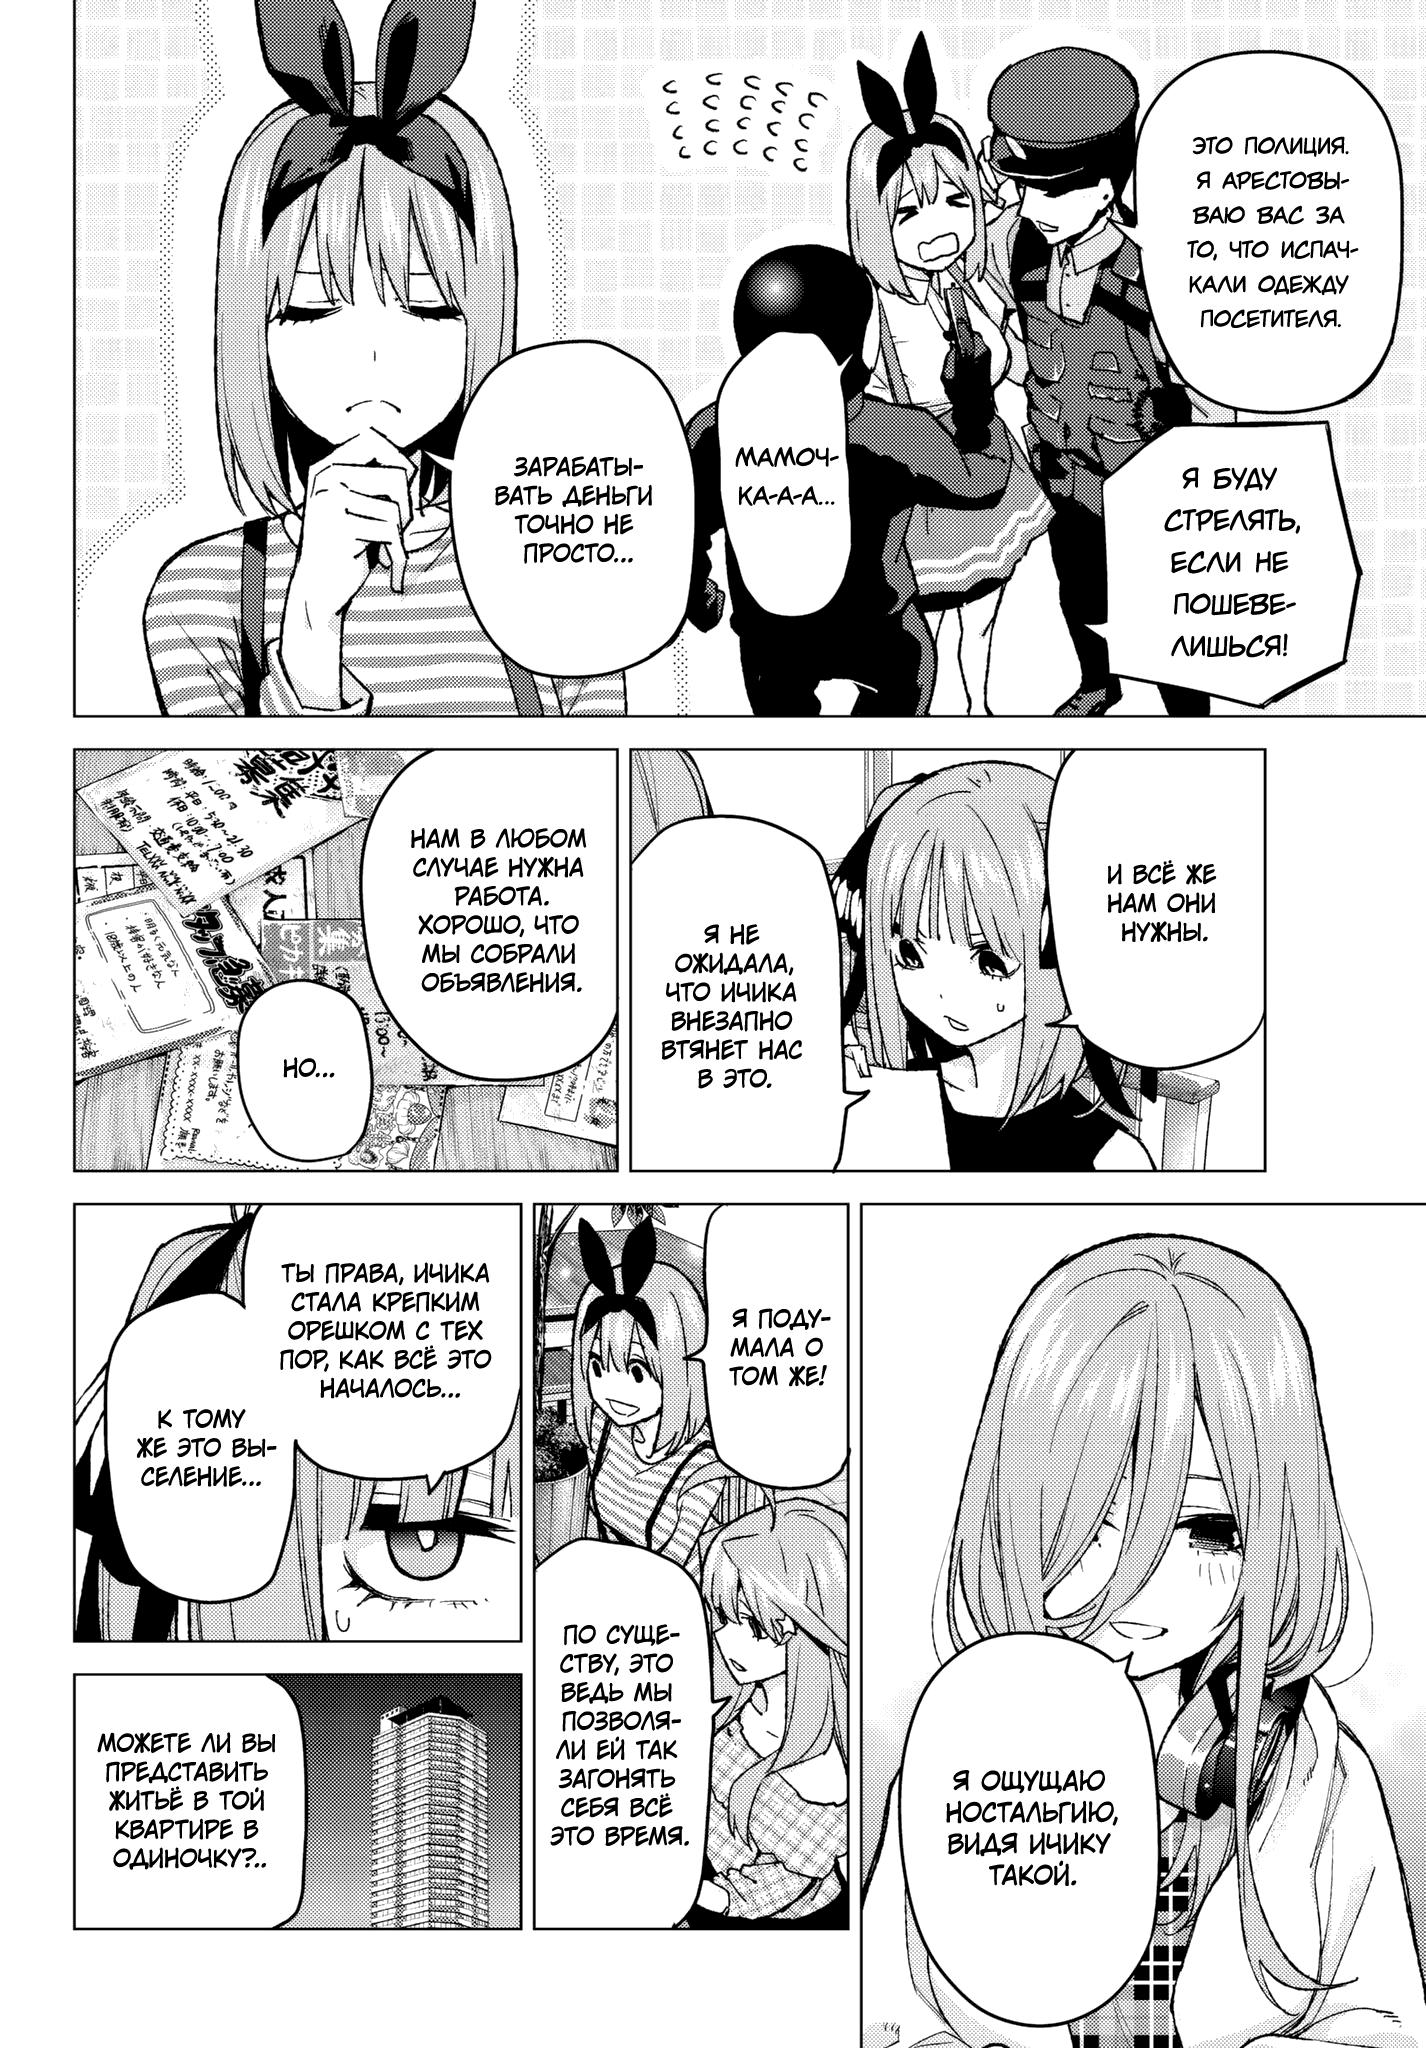 ЭТО ПОЛИЦИЯ.
Я АРЕСТОВЫ-
ВАЮ ВАС ЗА
ТО, ЧТО ИСПАЧ-
КАЛИ ОДЕЖДУ
ПОСЕТИТЕЛЯ.
Я БУДУ
СТРЕЛЯТЬ,
ЕСЛИ НЕ
ПОШЕВЕ-
ЛИШЬСЯ!
МАМОЧ-
КА-А-А...
ЗАРАБАТЫ-
ВАТЬ ДЕНЬГИ
ТОЧНО НЕ
ПРОСТО...
И ВСЁ ЖЕ
НАМ ОНИ
НУЖНЫ.
Я НЕ
ОЖИДАЛА,
ЧТО ИЧИКА
ВНЕЗАПНО
ВТЯНЕТ НАС
В ЭТО.
НАМ В ЛЮБОМ
СЛУЧАЕ НУЖНА
РАБОТА.
ХОРОШО, ЧТО
МЫ СОБРАЛИ
ОБЪЯВЛЕНИЯ.
НО...
Я ОЩУЩАЮ
НОСТАЛЬГИЮ,
ВИДЯ ИЧИКУ
ТАКОЙ.
Я ПОДУ-
МАЛА О
ТОМ ЖЕ!
ПО СУЩЕ-
СТВУ, ЭТО
ВЕДЬ МЫ
ПОЗВОЛЯ-
ЛИ ЕЙ ТАК
ЗАГОНЯТЬ
СЕБЯ ВСЁ
ЭТО ВРЕМЯ.
ТЫ ПРАВА, ИЧИКА
СТАЛА КРЕПКИМ
ОРЕШКОМ С ТЕХ
ПОР, КАК ВСЁ ЭТО
НАЧАЛОСЬ...
К ТОМУ
ЖЕ ЭТО ВЫ-
СЕЛЕНИЕ...
МОЖЕТЕ ЛИ ВЫ
ПРЕДСТАВИТЬ
ЖИТЬЁ В ТОЙ
КВАРТИРЕ В
ОДИНОЧКУ?..